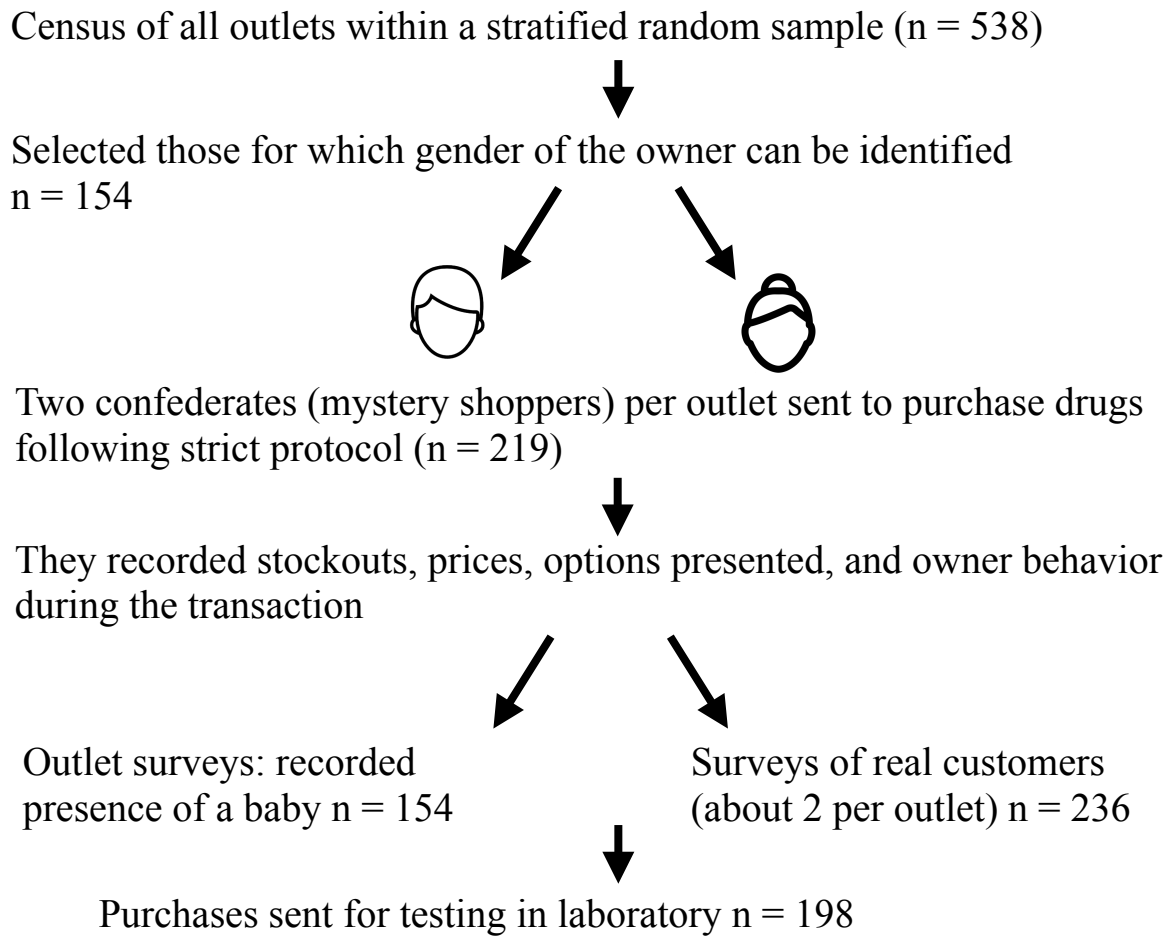 Census of all outlets within a stratified random sample (n = 538)
Selected those for which gender of the owner can be identified
n = 154
Two confederates (mystery shoppers) per outlet sent to purchase drugs
following strict protocol (n = 219)
They recorded stockouts, prices, options presented, and owner behavior
during the transaction
Outlet surveys: recorded
presence of a baby n = 154
Surveys of real customers
(about 2 per outlet) n = 236
Purchases sent for testing in laboratory n = 198